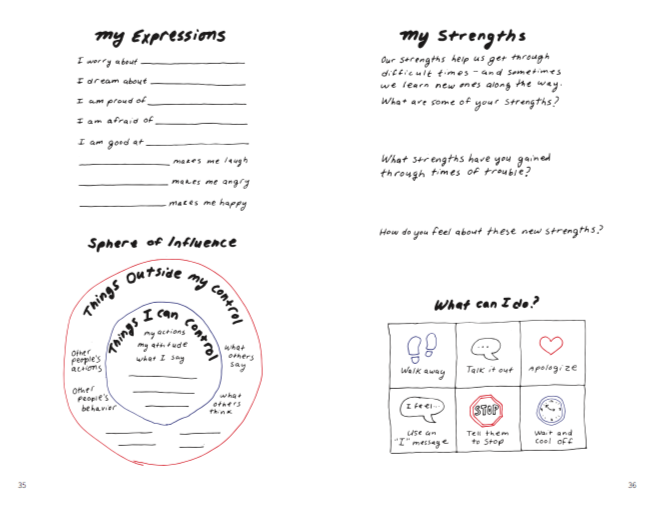 My Expressions
I worry about
I dream about
I am proud of
I am afraid of
I am good at
makes me laugh
makes me angry
makes me happy
Sphere of Influence
Things Outside my control
Things I can control
my actions
my attitude
what I say
Other
people's
actions
Other
people's
behavior
what
others
say
what
others
think
35
My Strengths
Our strengths help us get through
difficult times - and sometimes
we learn new ones along the way.
What are some of your strengths?
What strengths have you gained
through times of trouble?
How do you feel about these new strengths?
What can I do?
Walk away
Talk it out
Apologize
I feel...
Use an
"I" message
STOP
Tell them
to stop
Wait and
cool off
36